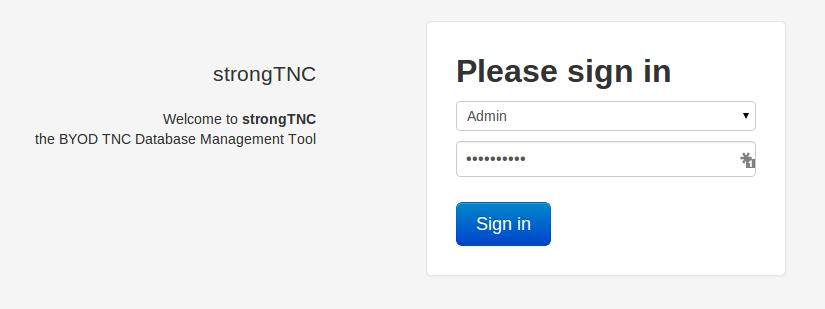 strongTNC
Welcome to strongTNC
the BYOD TNC Database Management Tool
Please sign in
Admin
••••••••••
Sign in